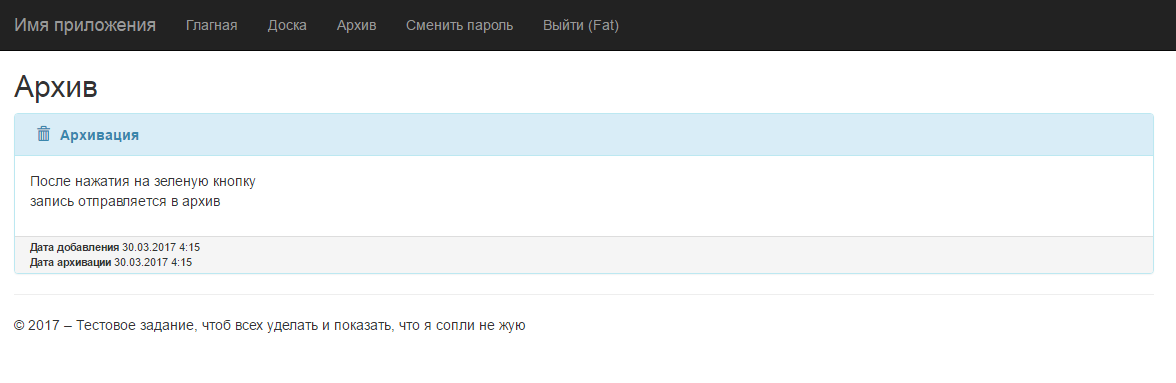 Имя приложения Глагная Доска Архив Сменить пароль Выйти (Fat)
Архив
Архивация
После нажатия на зеленую кнопку
запись отправляется в архив
Дата добавления 30.03.2017 4:15
Дата архивации 30.03.2017 4:15
© 2017 – Тестовое задание, чтоб всех уделать и показать, что я сопли не жую